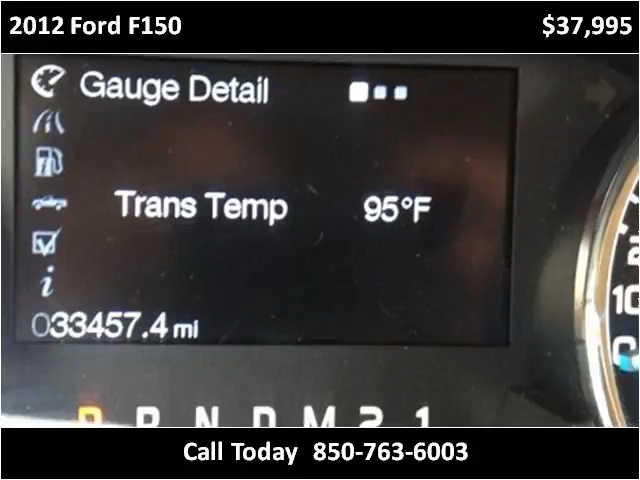 2012 Ford F150 $37,995
Gauge Detail
Trans Temp 95°F
i
033457.4 mi
P R N D M 2 1
10
Call Today 850-763-6003